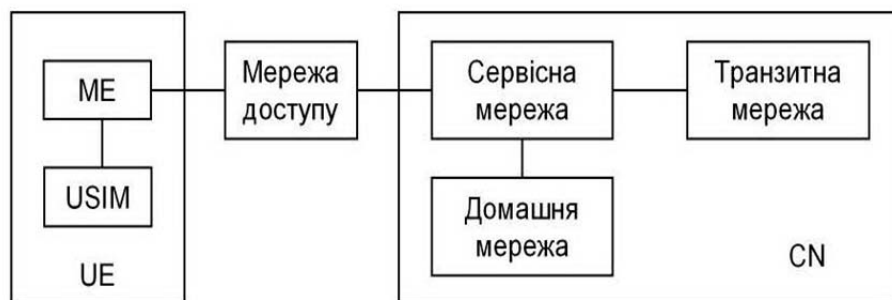 ME
USIM
UE
Мережа
доступу
Сервісна
мережа
Транзитна
мережа
Домашня
мережа
CN